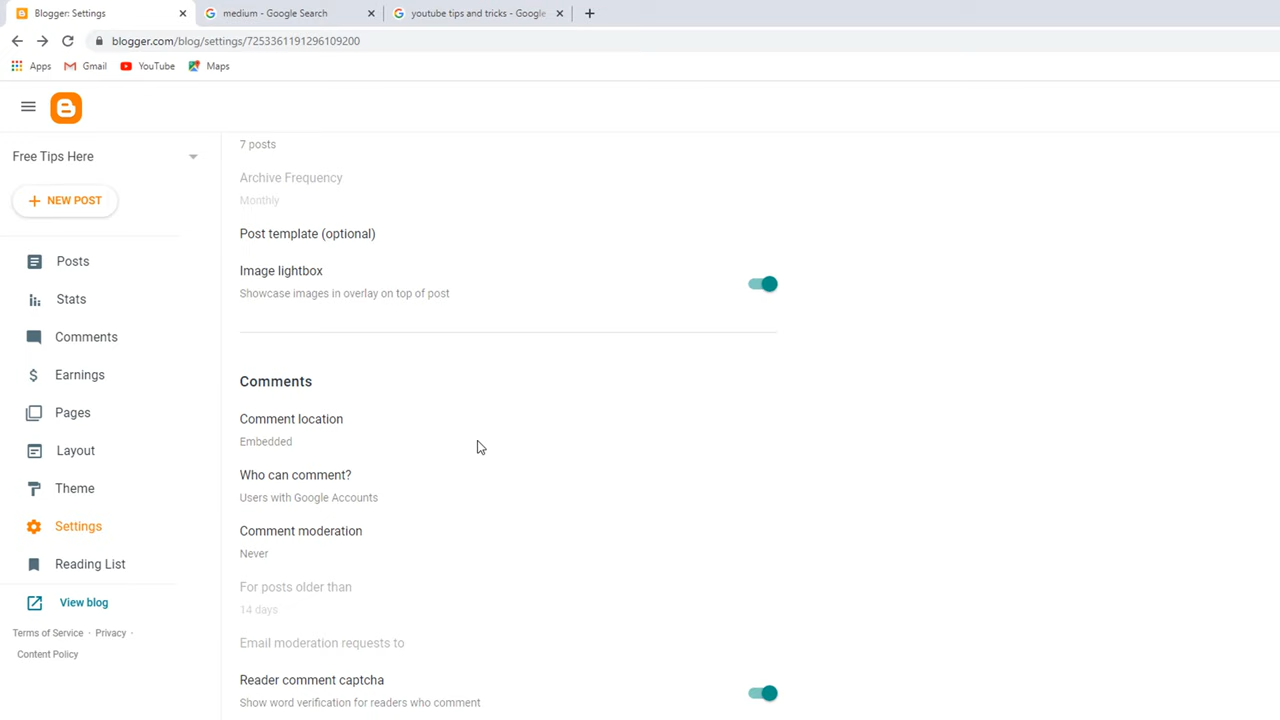 Blogger: Settings
medium - Google Search
youtube tips and tricks - Google
blogger.com/blog/settings/7253361191296109200
Apps
Gmail
YouTube
Maps
Free Tips Here
NEW POST
Posts
Stats
Comments
Earnings
Pages
Layout
Theme
Settings
Reading List
View blog
Terms of Service · Privacy ·
Content Policy
7 posts
Archive Frequency
Monthly
Post template (optional)
Image lightbox
Showcase images in overlay on top of post
Comments
Comment location
Embedded
Who can comment?
Users with Google Accounts
Comment moderation
Never
For posts older than
14 days
Email moderation requests to
Reader comment captcha
Show word verification for readers who comment